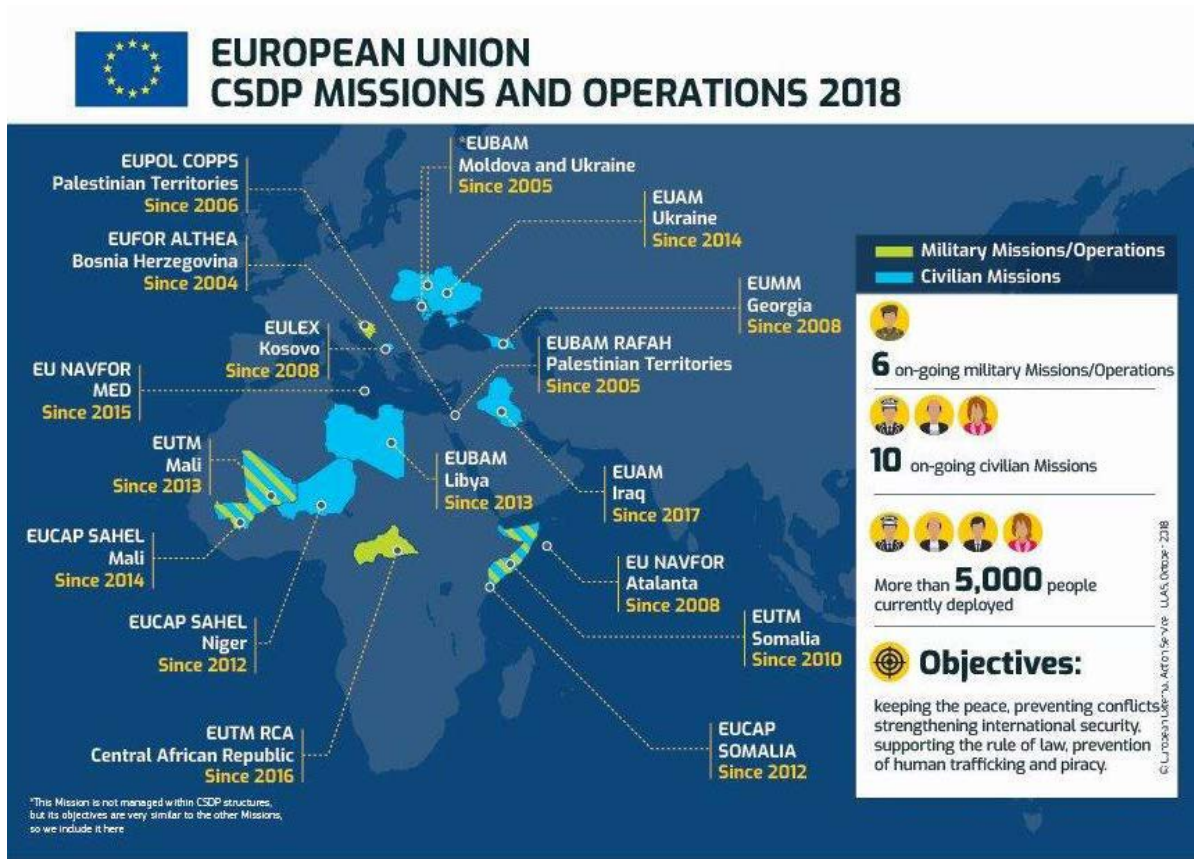 EUROPEAN UNION
CSDP MISSIONS AND OPERATIONS 2018
EUPOL COPPS
Palestinian Territories
Since 2006
*EUBAM
Moldova and Ukraine
Since 2005
EUAM
Ukraine
Since 2014
EUFOR ALTHEA
Bosnia Herzegovina
Since 2004
EUMM
Georgia
Since 2008
EULEX
Kosovo
Since 2008
EUBAM RAFAH
Palestinian Territories
Since 2005
EU NAVFOR
MED
Since 2015
EUTM
Mali
Since 2013
EUBAM
Libya
Since 2013
EUAM
Iraq
Since 2017
EUCAP SAHEL
Mali
Since 2014
EU NAVFOR
Atalanta
Since 2008
EUCAP SAHEL
Niger
Since 2012
EUTM
Somalia
Since 2010
EUTM RCA
Central African Republic
Since 2016
EUCAP
SOMALIA
Since 2012
*This Mission is not managed within CSDP structures,
but its objectives are very similar to the other Missions,
so we include it here
Military Missions/Operations
Civilian Missions
6 on-going military Missions/Operations
10 on-going civilian Missions
More than 5,000 people
currently deployed
Objectives:
keeping the peace, preventing conflicts
strengthening international security,
supporting the rule of law, prevention
of human trafficking and piracy.
2018